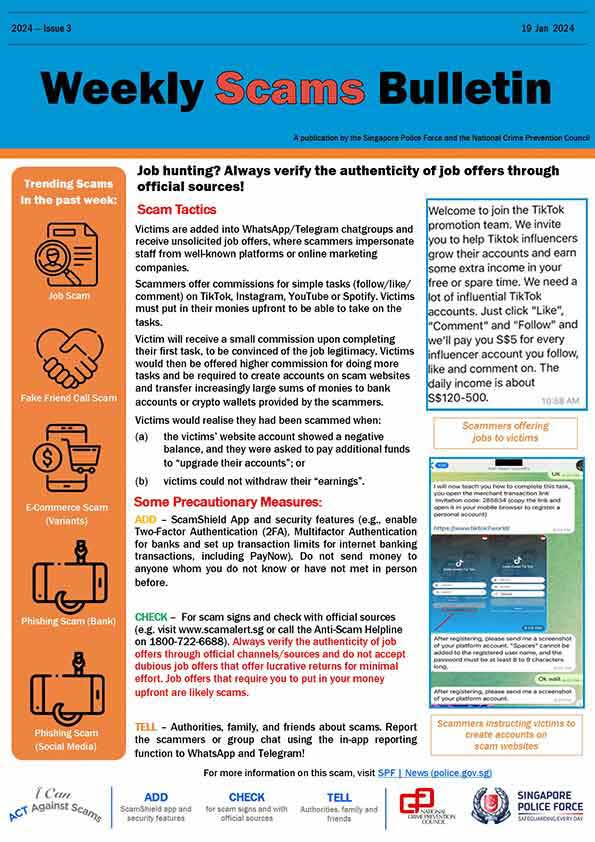 2024 — Issue 3
19 Jan 2024
Weekly Scams Bulletin
A publication by the Singapore Police Force and the National Crime Prevention Council
Trending Scams
In the past week:
Job Scam
Fake Friend Call Scam
E-Commerce Scam
(Variants)
Phishing Scam (Bank)
Phishing Scam
(Social Media)
Job hunting? Always verify the authenticity of job offers through
official sources!
Scam Tactics
Victims are added into WhatsApp/Telegram chatgroups and
receive unsolicited job offers, where scammers impersonate
staff from well-known platforms or online marketing
companies.
Scammers offer commissions for simple tasks (follow/like/
comment) on TikTok, Instagram, YouTube or Spotify. Victims
must put in their monies upfront to be able to take on the
tasks.
Victim will receive a small commission upon completing
their first task, to be convinced of the job legitimacy. Victims
would then be offered higher commission for doing more
tasks and be required to create accounts on scam websites
and transfer increasingly large sums of monies to bank
accounts or crypto wallets provided by the scammers.
Victims would realise they had been scammed when:
(a) the victims' website account showed a negative
balance, and they were asked to pay additional funds
to "upgrade their accounts"; or
(b) victims could not withdraw their "earnings".
Some Precautionary Measures:
ADD – ScamShield App and security features (e.g., enable
Two-Factor Authentication (2FA), Multifactor Authentication
for banks and set up transaction limits for internet banking
transactions, including PayNow). Do not send money to
anyone whom you do not know or have not met in person
before.
CHECK – For scam signs and check with official sources
(e.g. visit www.scamalert.sg or call the Anti-Scam Helpline
on 1800-722-6688). Always verify the authenticity of job
offers through official channels/sources and do not accept
dubious job offers that offer lucrative returns for minimal
effort. Job offers that require you to put in your money
upfront are likely scams.
TELL – Authorities, family, and friends about scams. Report
the scammers or group chat using the in-app reporting
function to WhatsApp and Telegram!
Welcome to join the TikTok
promotion team. We invite
you to help Tiktok influencers
grow their accounts and earn
some extra income in your
free or spare time. We need a
lot of influential TikTok
accounts. Just click "Like",
"Comment" and "Follow" and
we'll pay you S$5 for every
influencer account you follow,
like and comment on. The
daily income is about
S$120-500.
10:58 AM
Scammers offering
jobs to victims
Ok
I will now teach you how to complete this task,
you open the merchant transaction link
Invitation code: 285834 (copy the link and
open it in your mobile browser to register a
personal account)
After registering, please send me a screenshot
of your platform account. "Spaces" cannot be
added to the registered user name, and the
password must be at least 6 to 9 characters
long.
Ok wait
After registering, please send me a screenshot
of your platform account.
Scammers instructing victims to
create accounts on
scam websites
For more information on this scam, visit SPF | News (police.gov.sg)
I Can
ACT Against Scams
ADD
ScamShield app and
security features
CHECK
for scam signs and with
official sources
TELL
Authorities, family and
friends
NATIONAL
CRIME PREVENTION
COUNCIL
SINGAPORE
POLICE FORCE
SAFEGUARDING EVERY DAY